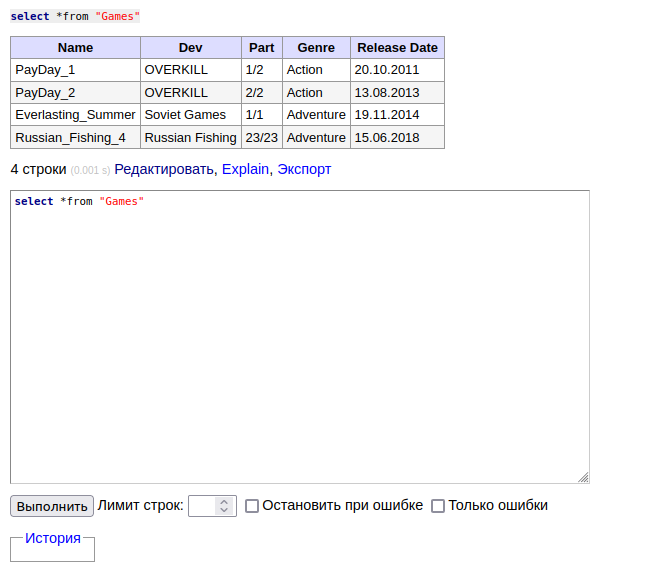 select *from "Games"
Name Dev Part Genre Release Date
PayDay_1 OVERKILL 1/2 Action 20.10.2011
PayDay_2 OVERKILL 2/2 Action 13.08.2013
Everlasting_Summer Soviet Games 1/1 Adventure 19.11.2014
Russian_Fishing_4 Russian Fishing 23/23 Adventure 15.06.2018
4 строки (0.001 s) Редактировать, Explain, Экспорт
select *from "Games"
Выполнить Лимит строк: Остановить при ошибке Только ошибки
История